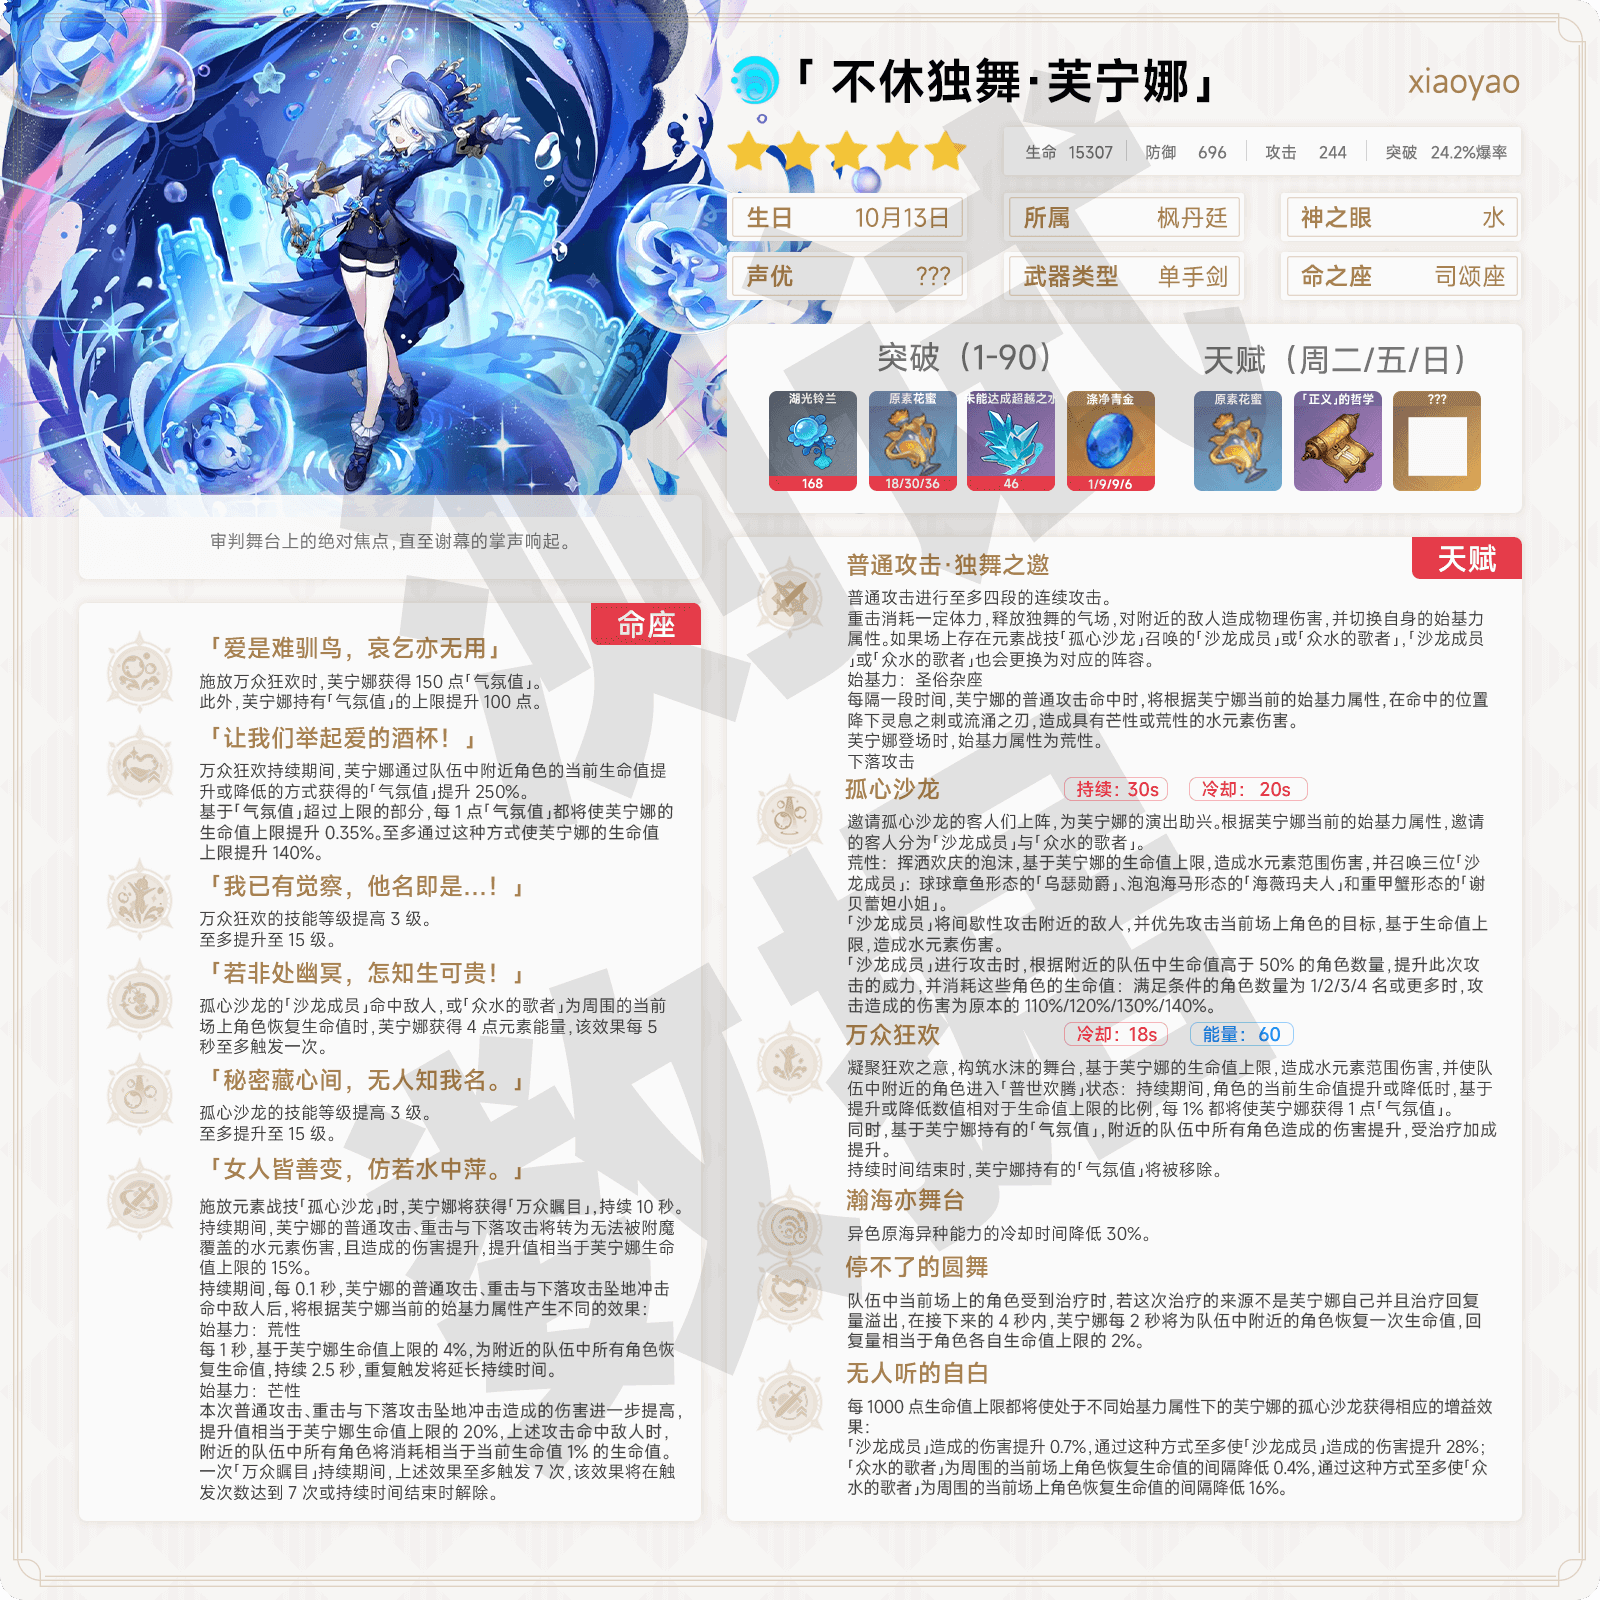 「 不休独舞·芙宁娜」
xiaoyao
生命 15307 防御 696 攻击 244 突破 24.2%爆率
生日 10月13日
所属 枫丹廷
神之眼 水
声优 ???
武器类型 单手剑
命之座 司颂座
突破（1-90）
湖光铃兰
168
原素花蜜
18/30/36
未能达成超越之水
46
涤净青金
1/9/9/6
天赋（周二/五/日）
原素花蜜
「正义」的哲学
???
审判舞台上的绝对焦点,直至谢幕的掌声响起。
命座
「爱是难驯鸟，哀乞亦无用」
施放万众狂欢时,芙宁娜获得 150 点「气氛值」。
此外,芙宁娜持有「气氛值」的上限提升 100 点。
「让我们举起爱的酒杯！」
万众狂欢持续期间,芙宁娜通过队伍中附近角色的当前生命值提
升或降低的方式获得的「气氛值」提升 250%。
基于「气氛值」超过上限的部分,每 1 点「气氛值」都将使芙宁娜的
生命值上限提升 0.35%。至多通过这种方式使芙宁娜的生命值
上限提升 140%。
「我已有觉察，他名即是...！」
万众狂欢的技能等级提高 3 级。
至多提升至 15 级。
「若非处幽冥，怎知生可贵！」
孤心沙龙的「沙龙成员」命中敌人,或「众水的歌者」为周围的当前
场上角色恢复生命值时,芙宁娜获得 4 点元素能量,该效果每 5
秒至多触发一次。
「秘密藏心间，无人知我名。」
孤心沙龙的技能等级提高 3 级。
至多提升至 15 级。
「女人皆善变，仿若水中萍。」
施放元素战技「孤心沙龙」时,芙宁娜将获得「万众瞩目」,持续 10 秒。
持续期间,芙宁娜的普通攻击、重击与下落攻击将转为无法被附魔
覆盖的水元素伤害,且造成的伤害提升,提升值相当于芙宁娜生命
值上限的 15%。
持续期间,每 0.1 秒,芙宁娜的普通攻击、重击与下落攻击坠地冲击
命中敌人后,将根据芙宁娜当前的始基力属性产生不同的效果：
始基力：荒性
每 1 秒,基于芙宁娜生命值上限的 4%,为附近的队伍中所有角色恢
复生命值,持续 2.5 秒,重复触发将延长持续时间。
始基力：芒性
本次普通攻击、重击与下落攻击坠地冲击造成的伤害进一步提高,
提升值相当于芙宁娜生命值上限的 20%,上述攻击命中敌人时,
附近的队伍中所有角色将消耗相当于当前生命值 1% 的生命值。
一次「万众瞩目」持续期间,上述效果至多触发 7 次,该效果将在触
发次数达到 7 次或持续时间结束时解除。
天赋
普通攻击·独舞之邀
普通攻击进行至多四段的连续攻击。
重击消耗一定体力,释放独舞的气场,对附近的敌人造成物理伤害,并切换自身的始基力
属性。如果场上存在元素战技「孤心沙龙」召唤的「沙龙成员」或「众水的歌者」,「沙龙成员
」或「众水的歌者」也会更换为对应的阵容。
始基力：圣俗杂座
每隔一段时间,芙宁娜的普通攻击命中时,将根据芙宁娜当前的始基力属性,在命中的位置
降下灵息之刺或流涌之刃,造成具有芒性或荒性的水元素伤害。
芙宁娜登场时,始基力属性为荒性。
下落攻击
孤心沙龙 持续：30s 冷却： 20s
邀请孤心沙龙的客人们上阵,为芙宁娜的演出助兴。根据芙宁娜当前的始基力属性,邀请
的客人分为「沙龙成员」与「众水的歌者」。
荒性：挥洒欢庆的泡沫,基于芙宁娜的生命值上限,造成水元素范围伤害,并召唤三位「沙
龙成员」：球球章鱼形态的「乌瑟勋爵」、泡泡海马形态的「海薇玛夫人」和重甲蟹形态的「谢
贝蕾妲小姐」。
「沙龙成员」将间歇性攻击附近的敌人,并优先攻击当前场上角色的目标,基于生命值上
限,造成水元素伤害。
「沙龙成员」进行攻击时,根据附近的队伍中生命值高于 50% 的角色数量,提升此次攻
击的威力,并消耗这些角色的生命值：满足条件的角色数量为 1/2/3/4 名或更多时,攻
击造成的伤害为原本的 110%/120%/130%/140%。
万众狂欢 冷却：18s 能量： 60
凝聚狂欢之意,构筑水沫的舞台,基于芙宁娜的生命值上限,造成水元素范围伤害,并使队
伍中附近的角色进入「普世欢腾」状态：持续期间,角色的当前生命值提升或降低时,基于
提升或降低数值相对于生命值上限的比例,每 1% 都将使芙宁娜获得 1 点「气氛值」。
同时,基于芙宁娜持有的「气氛值」,附近的队伍中所有角色造成的伤害提升,受治疗加成
提升。
持续时间结束时,芙宁娜持有的「气氛值」将被移除。
瀚海亦舞台
异色原海异种能力的冷却时间降低 30%。
停不了的圆舞
队伍中当前场上的角色受到治疗时,若这次治疗的来源不是芙宁娜自己并且治疗回复
量溢出,在接下来的 4 秒内,芙宁娜每 2 秒将为队伍中附近的角色恢复一次生命值,回
复量相当于角色各自生命值上限的 2%。
无人听的自白
每 1000 点生命值上限都将使处于不同始基力属性下的芙宁娜的孤心沙龙获得相应的增益效
果：
「沙龙成员」造成的伤害提升 0.7%,通过这种方式至多使「沙龙成员」造成的伤害提升 28%;
「众水的歌者」为周围的当前场上角色恢复生命值的间隔降低 0.4%,通过这种方式至多使「众
水的歌者」为周围的当前场上角色恢复生命值的间隔降低 16%。
测试
数据